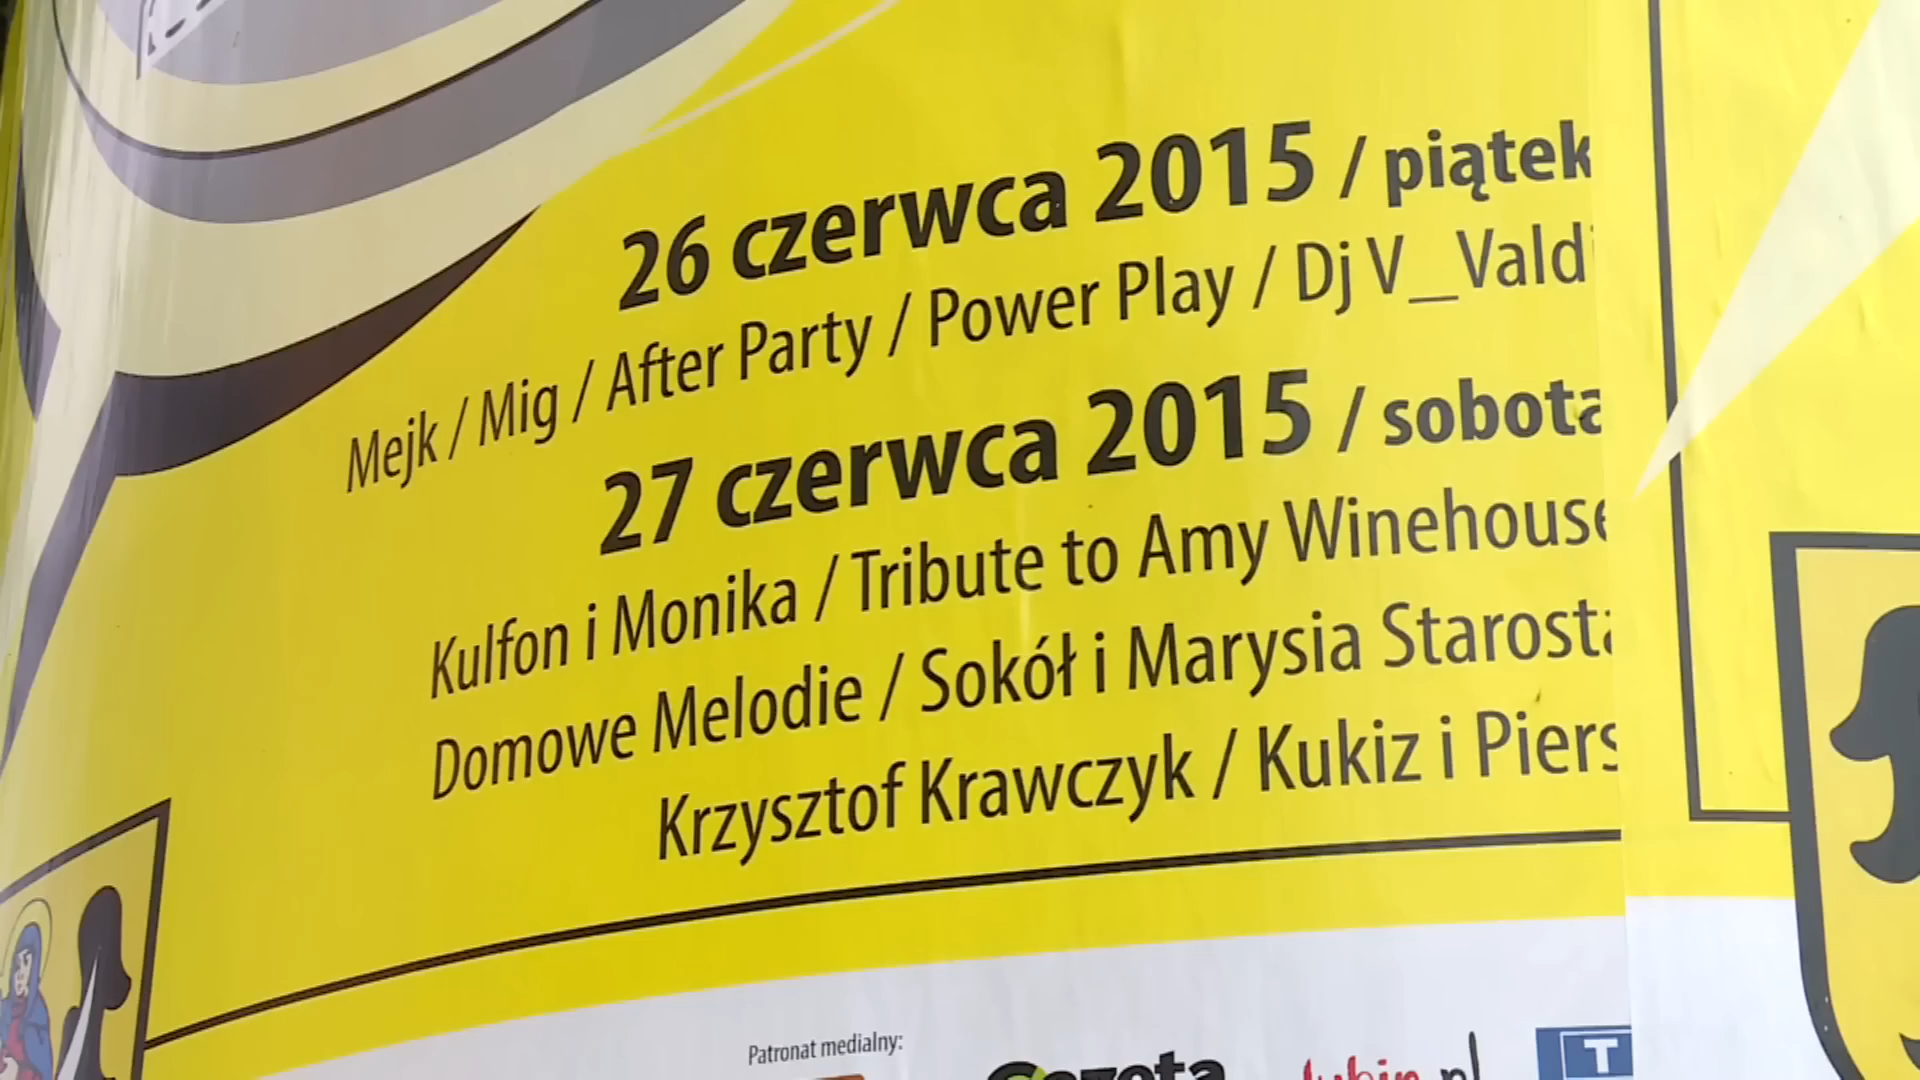 26 czerwca 2015 / piątek
Mejk / Mig / After Party / Power Play / Dj V_Valdi
27 czerwca 2015 / sobota
Kulfon i Monika / Tribute to Amy Winehouse
Domowe Melodie / Sokół i Marysia Starosta
Krzysztof Krawczyk / Kukiz i Piers
Patronat medialny:
Gazeta lubin.pl T